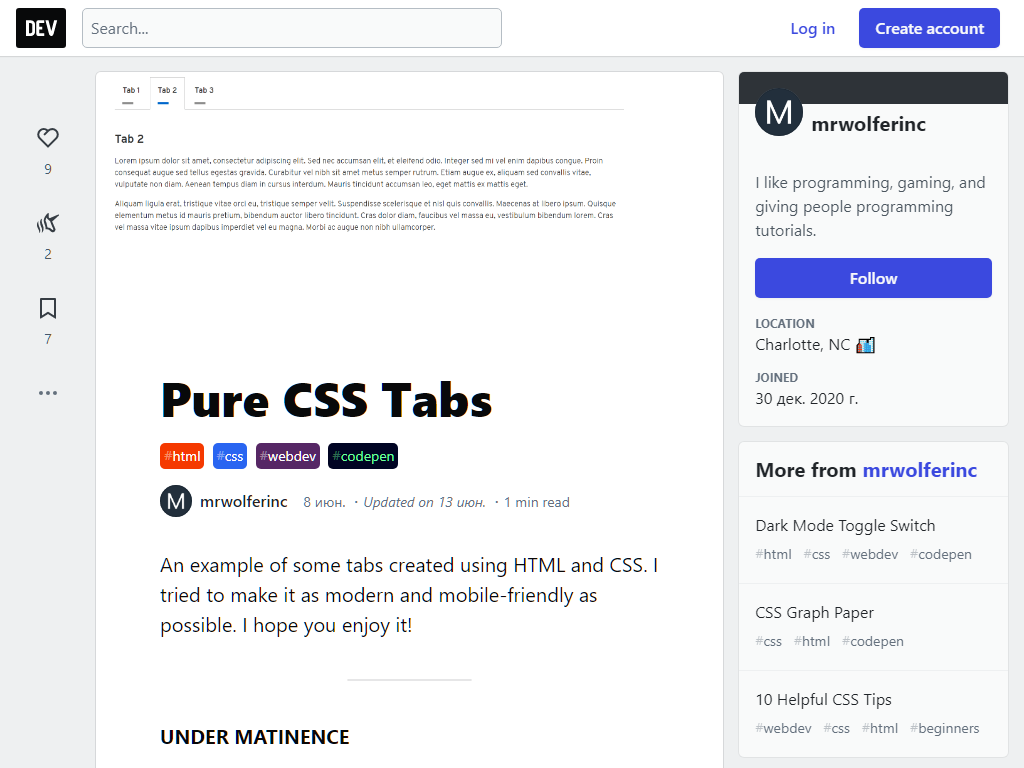 DEV
Search...
Log in
Create account
9
2
7
Tab 1
Tab 2
Tab 3
Tab 2
Lorem ipsum dolor sit amet, consectetur adipiscing elit. Sed nec accumsan elit, et eleifend odio. Integer sed mi vel enim dapibus congue. Proin
consequat augue sed tellus egestas gravida. Curabitur vel nibh sit amet metus semper rutrum. Etiam augue ex, aliquam sed convallis vitae,
vulputate non diam. Aenean tempus diam in cursus interdum. Mauris tincidunt accumsan leo, eget mattis ex mattis eget.
Aliquam ligula erat, tristique vitae orci eu, tristique semper velit. Suspendisse scelerisque et nisl quis convallis. Maecenas at libero ipsum. Quisque
elementum metus id mauris pretium, bibendum auctor libero tincidunt. Cras dolor diam, faucibus vel massa eu, vestibulum bibendum lorem. Cras
vel massa vitae ipsum dapibus imperdiet vel eu magna. Morbi ac augue non nibh ullamcorper.
Pure CSS Tabs
#html #css #webdev #codepen
M mrwolferinc 8 июн. · Updated on 13 июн. · 1 min read
An example of some tabs created using HTML and CSS. I
tried to make it as modern and mobile-friendly as
possible. I hope you enjoy it!
UNDER MATINENCE
M mrwolferinc
I like programming, gaming, and
giving people programming
tutorials.
Follow
LOCATION
Charlotte, NC 🏙️
JOINED
30 дек. 2020 г.
More from mrwolferinc
Dark Mode Toggle Switch
#html #css #webdev #codepen
CSS Graph Paper
#css #html #codepen
10 Helpful CSS Tips
#webdev #css #html #beginners